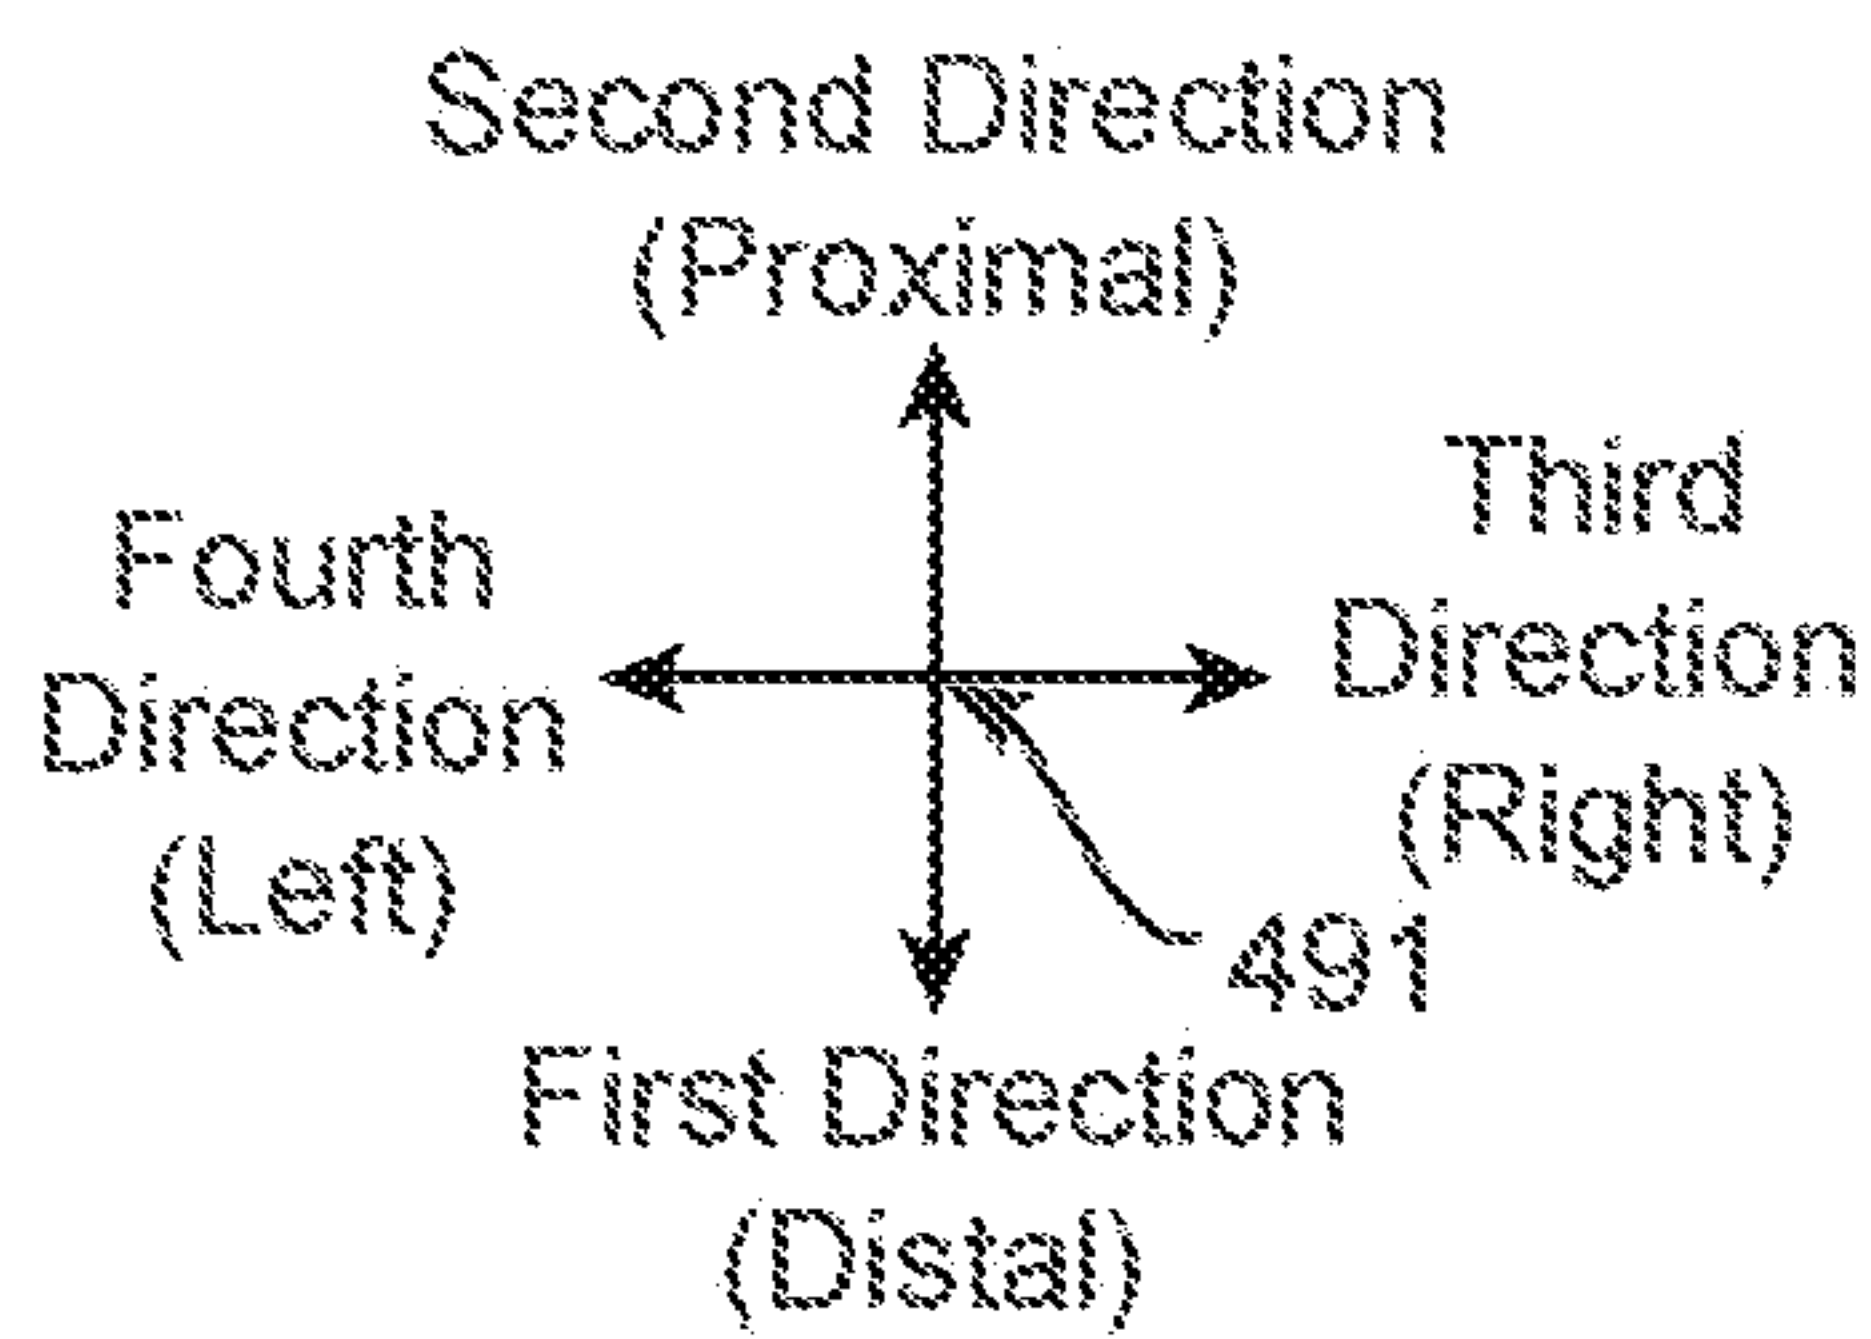 Second Direction
(Proximal)
Third
Direction
(Right)
Fourth
Direction
(Left)
491
First Direction
(Distal)